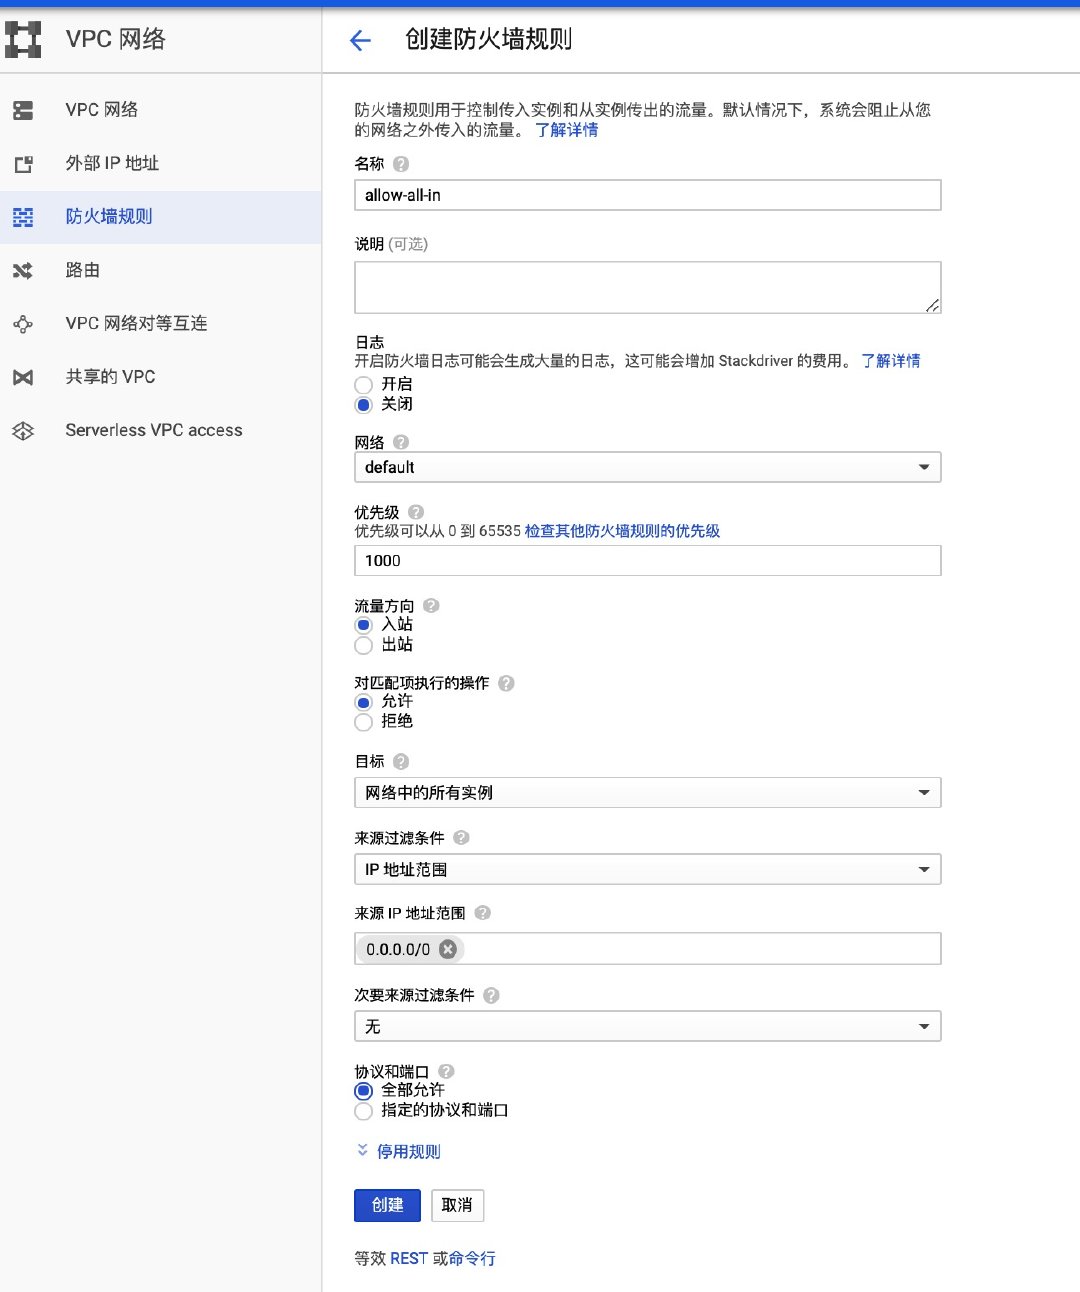 VPC 网络
创建防火墙规则
VPC 网络
外部 IP 地址
防火墙规则
路由
VPC 网络对等互连
共享的 VPC
Serverless VPC access
防火墙规则用于控制传入实例和从实例传出的流量。默认情况下，系统会阻止从您
的网络之外传入的流量。 了解详情
名称
allow-all-in
说明 (可选)
日志
开启防火墙日志可能会生成大量的日志，这可能会增加 Stackdriver 的费用。 了解详情
开启
关闭
网络
default
优先级
优先级可以从 0 到 65535 检查其他防火墙规则的优先级
1000
流量方向
入站
出站
对匹配项执行的操作
允许
拒绝
目标
网络中的所有实例
来源过滤条件
IP 地址范围
来源 IP 地址范围
0.0.0.0/0
次要来源过滤条件
无
协议和端口
全部允许
指定的协议和端口
停用规则
创建 取消
等效 REST 或命令行